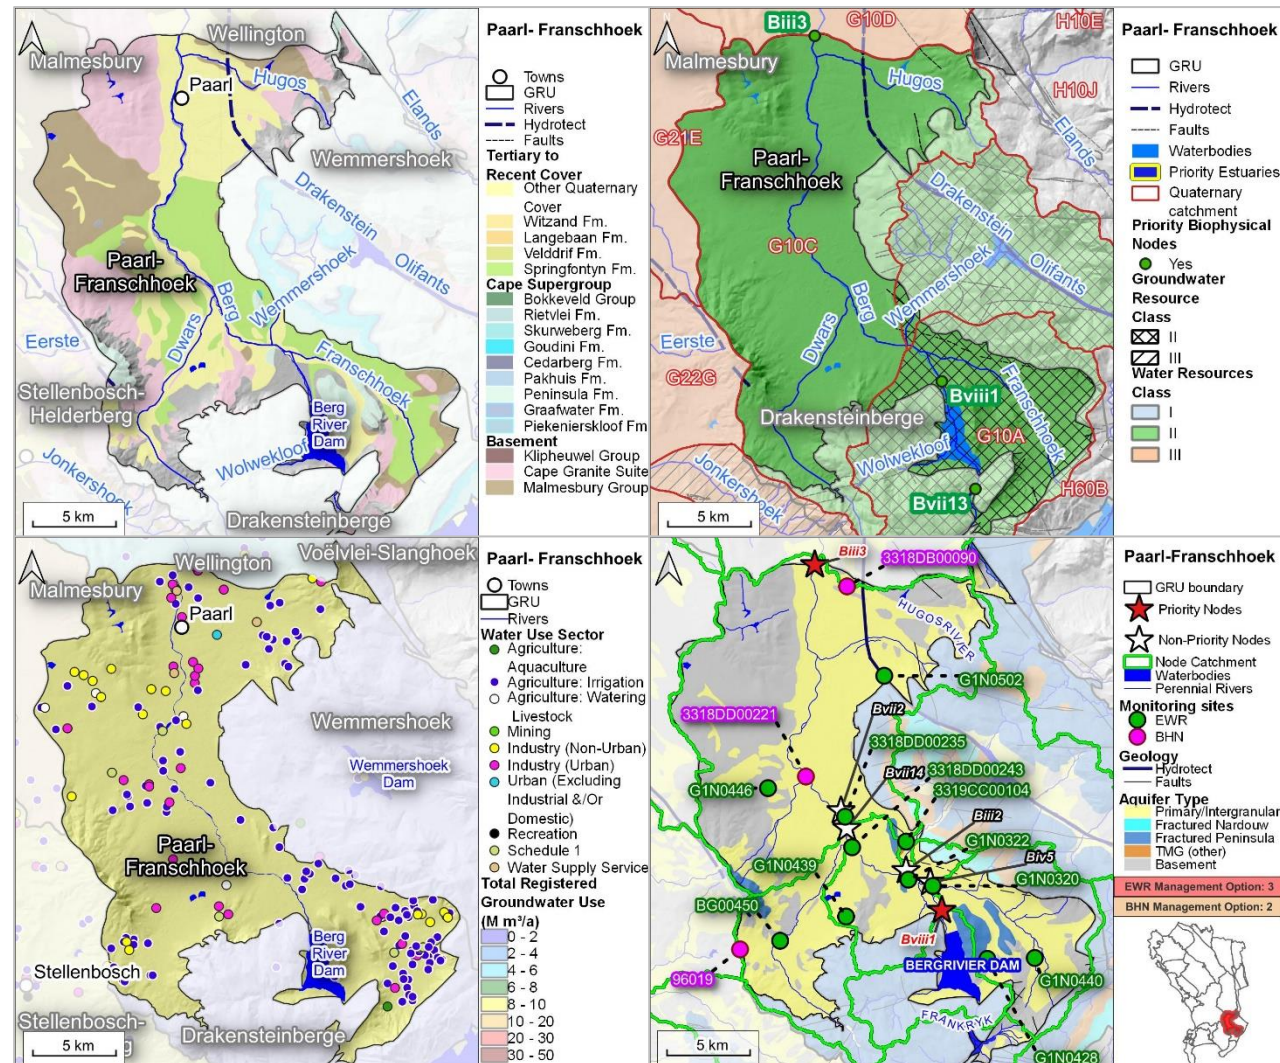 Wellington
Malmesbury
Paarl
Hugos
Elands
Wemmershoek
Drakenstein
Olifants
Paarl-
Franschhoek
Berg
Wemmershoek
Dwars
Eerste
Franschhoek
Stellenbosch-
Helderberg
Berg
River
Dam
Wolwekloof
Jonkershoek
Drakensteinberge
5 km
Paarl- Franschhoek
Towns
GRU
Rivers
Hydrotect
Faults
Tertiary to
Recent Cover
Other Quaternary
Cover
Witzand Fm.
Langebaan Fm.
Velddrif Fm.
Springfontyn Fm.
Cape Supergroup
Bokkeveld Group
Rietvlei Fm.
Skurweberg Fm.
Goudini Fm.
Cedarberg Fm.
Pakhuis Fm.
Peninsula Fm.
Graafwater Fm.
Piekenierskloof Fm
Basement
Klipheuwel Group
Cape Granite Suite
Malmesbury Group
Biii3
G10D
H10E
Malmesbury
Hugos
H10J
Elands
G21E
Paarl-
Franschhoek
Drakenstein
G10C
Wemmershoek
Olifants
Berg
Dwars
Eerste
G22G
Bviii1
Franschhoek
Drakensteinberge
G10A
Wolwekloof
Jonkershoek
Bvii13
H60B
5 km
Paarl- Franschhoek
GRU
Rivers
Hydrotect
Faults
Waterbodies
Priority Estuaries
Quaternary
catchment
Priority Biophysical
Nodes
Yes
Groundwater
Resource
Class
II
III
Water Resources
Class
I
II
III
Voëlvlei-Slanghoek
Wellington
Malmesbury
Paarl
Wemmershoek
Wemmershoek
Dam
Paarl-
Franschhoek
Berg
River
Dam
Stellenbosch
Stellenbosch-
Drakensteinberge
5 km
Paarl- Franschhoek
Towns
GRU
Rivers
Water Use Sector
Agriculture:
Aquaculture
Agriculture: Irrigation
Agriculture: Watering
Livestock
Mining
Industry (Non-Urban)
Industry (Urban)
Urban (Excluding
Industrial &/Or
Domestic)
Recreation
Schedule 1
Water Supply Service
Total Registered
Groundwater Use
(M m³/a)
0 - 2
2 - 4
4 - 6
6 - 8
8 - 10
10 - 20
20 - 30
30 - 50
Biii3
3318DB00090
HUGOSRIVIER
G1N0502
Bvii2
3318DD00221
3318DD00235
Bvii14
3318DD00243
G1N0446
3319CC00104
Biii2
G1N0322
G1N0439
Biv5
G1N0320
BG00450
Bviii1
BERGRIVIER DAM
G1N0440
96019
FRANKRYK
G1N0428
5 km
Paarl-Franschhoek
GRU boundary
Priority Nodes
Non-Priority Nodes
Node Catchment
Waterbodies
Perennial Rivers
Monitoring sites
EWR
BHN
Geology
Hydrotect
Faults
Aquifer Type
Primary/Intergranular
Fractured Nardouw
Fractured Peninsula
TMG (other)
Basement
EWR Management Option: 3
BHN Management Option: 2